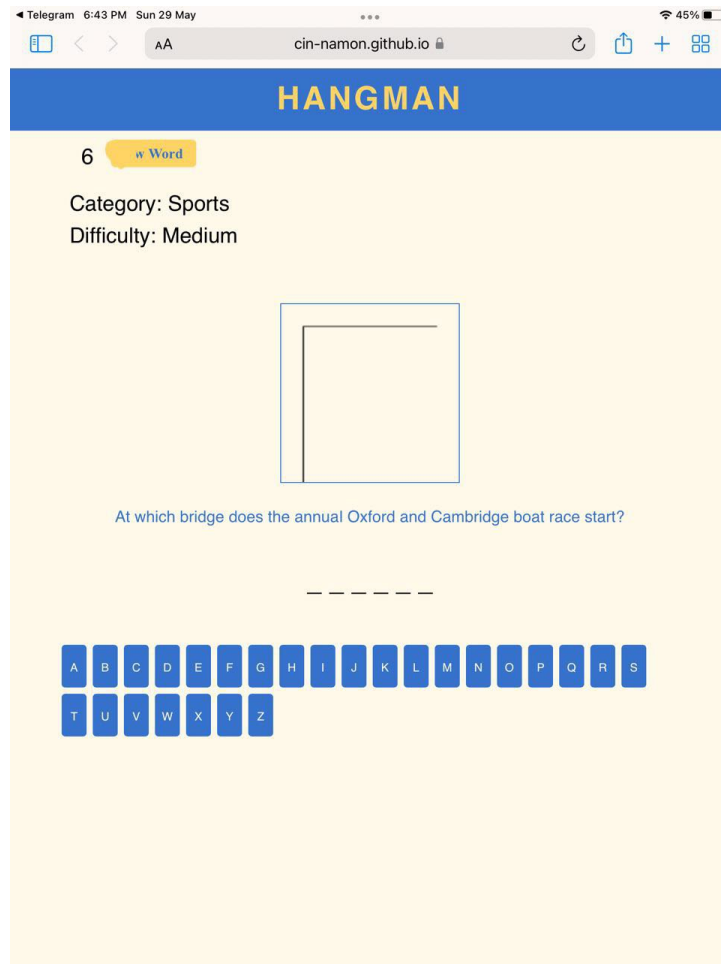 Telegram 6:43 PM Sun 29 May 45%
AA cin-namon.github.io
HANGMAN
6 w Word
Category: Sports
Difficulty: Medium
At which bridge does the annual Oxford and Cambridge boat race start?
_ _ _ _ _ _
A B C D E F G H I J K L M N O P Q R S
T U V W X Y Z